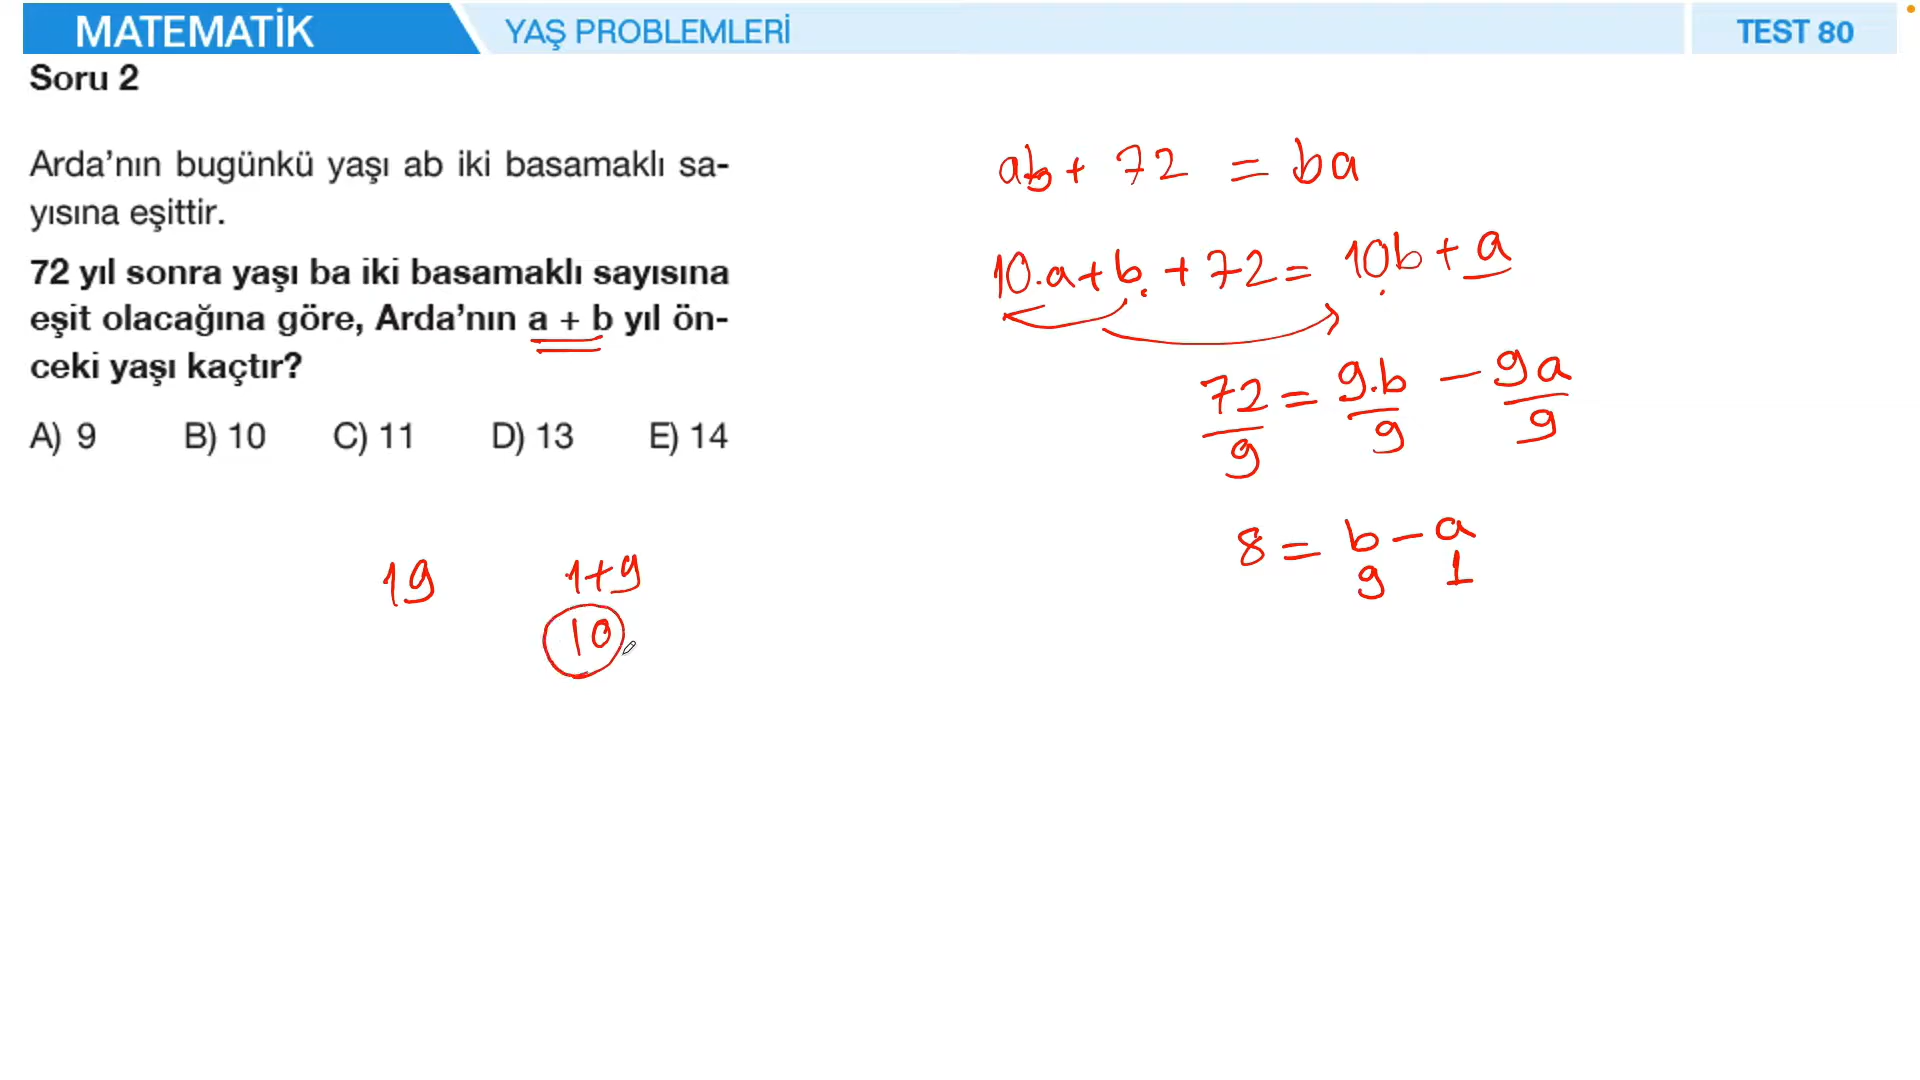 MATEMATİK YAŞ PROBLEMLERİ TEST 80
Soru 2
Arda’nın bugünkü yaşı ab iki basamaklı sa-
yısına eşittir.
72 yıl sonra yaşı ba iki basamaklı sayısına
eşit olacağına göre, Arda’nın a + b yıl ön-
ceki yaşı kaçtır?
A) 9 B) 10 C) 11 D) 13 E) 14
ab + 72 = ba
10.a + b + 72 = 10b + a
72/9 = 9.b/9 - 9a/9
8 = b - a
9 1
19 1+9
10